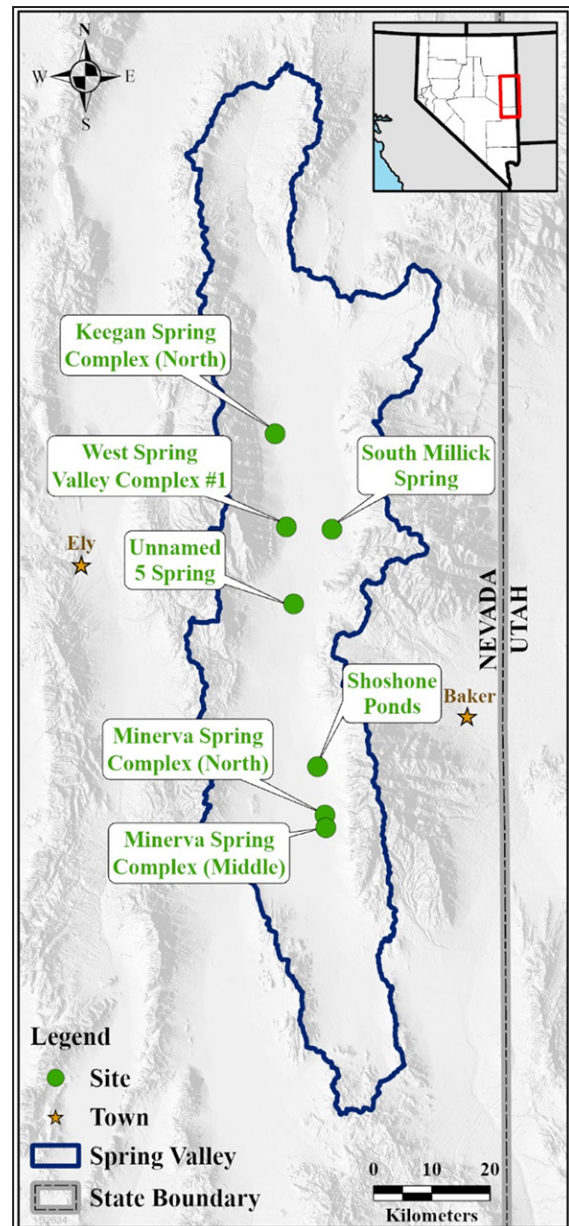 N
W
E
S
Keegan Spring
Complex (North)
West Spring
Valley Complex #1
South Millick
Spring
Ely
Unnamed
5 Spring
NEVADA
UTAH
Shoshone
Ponds
Baker
Minerva Spring
Complex (North)
Minerva Spring
Complex (Middle)
Legend
Site
Town
Spring Valley
State Boundary
0
10
20
Kilometers